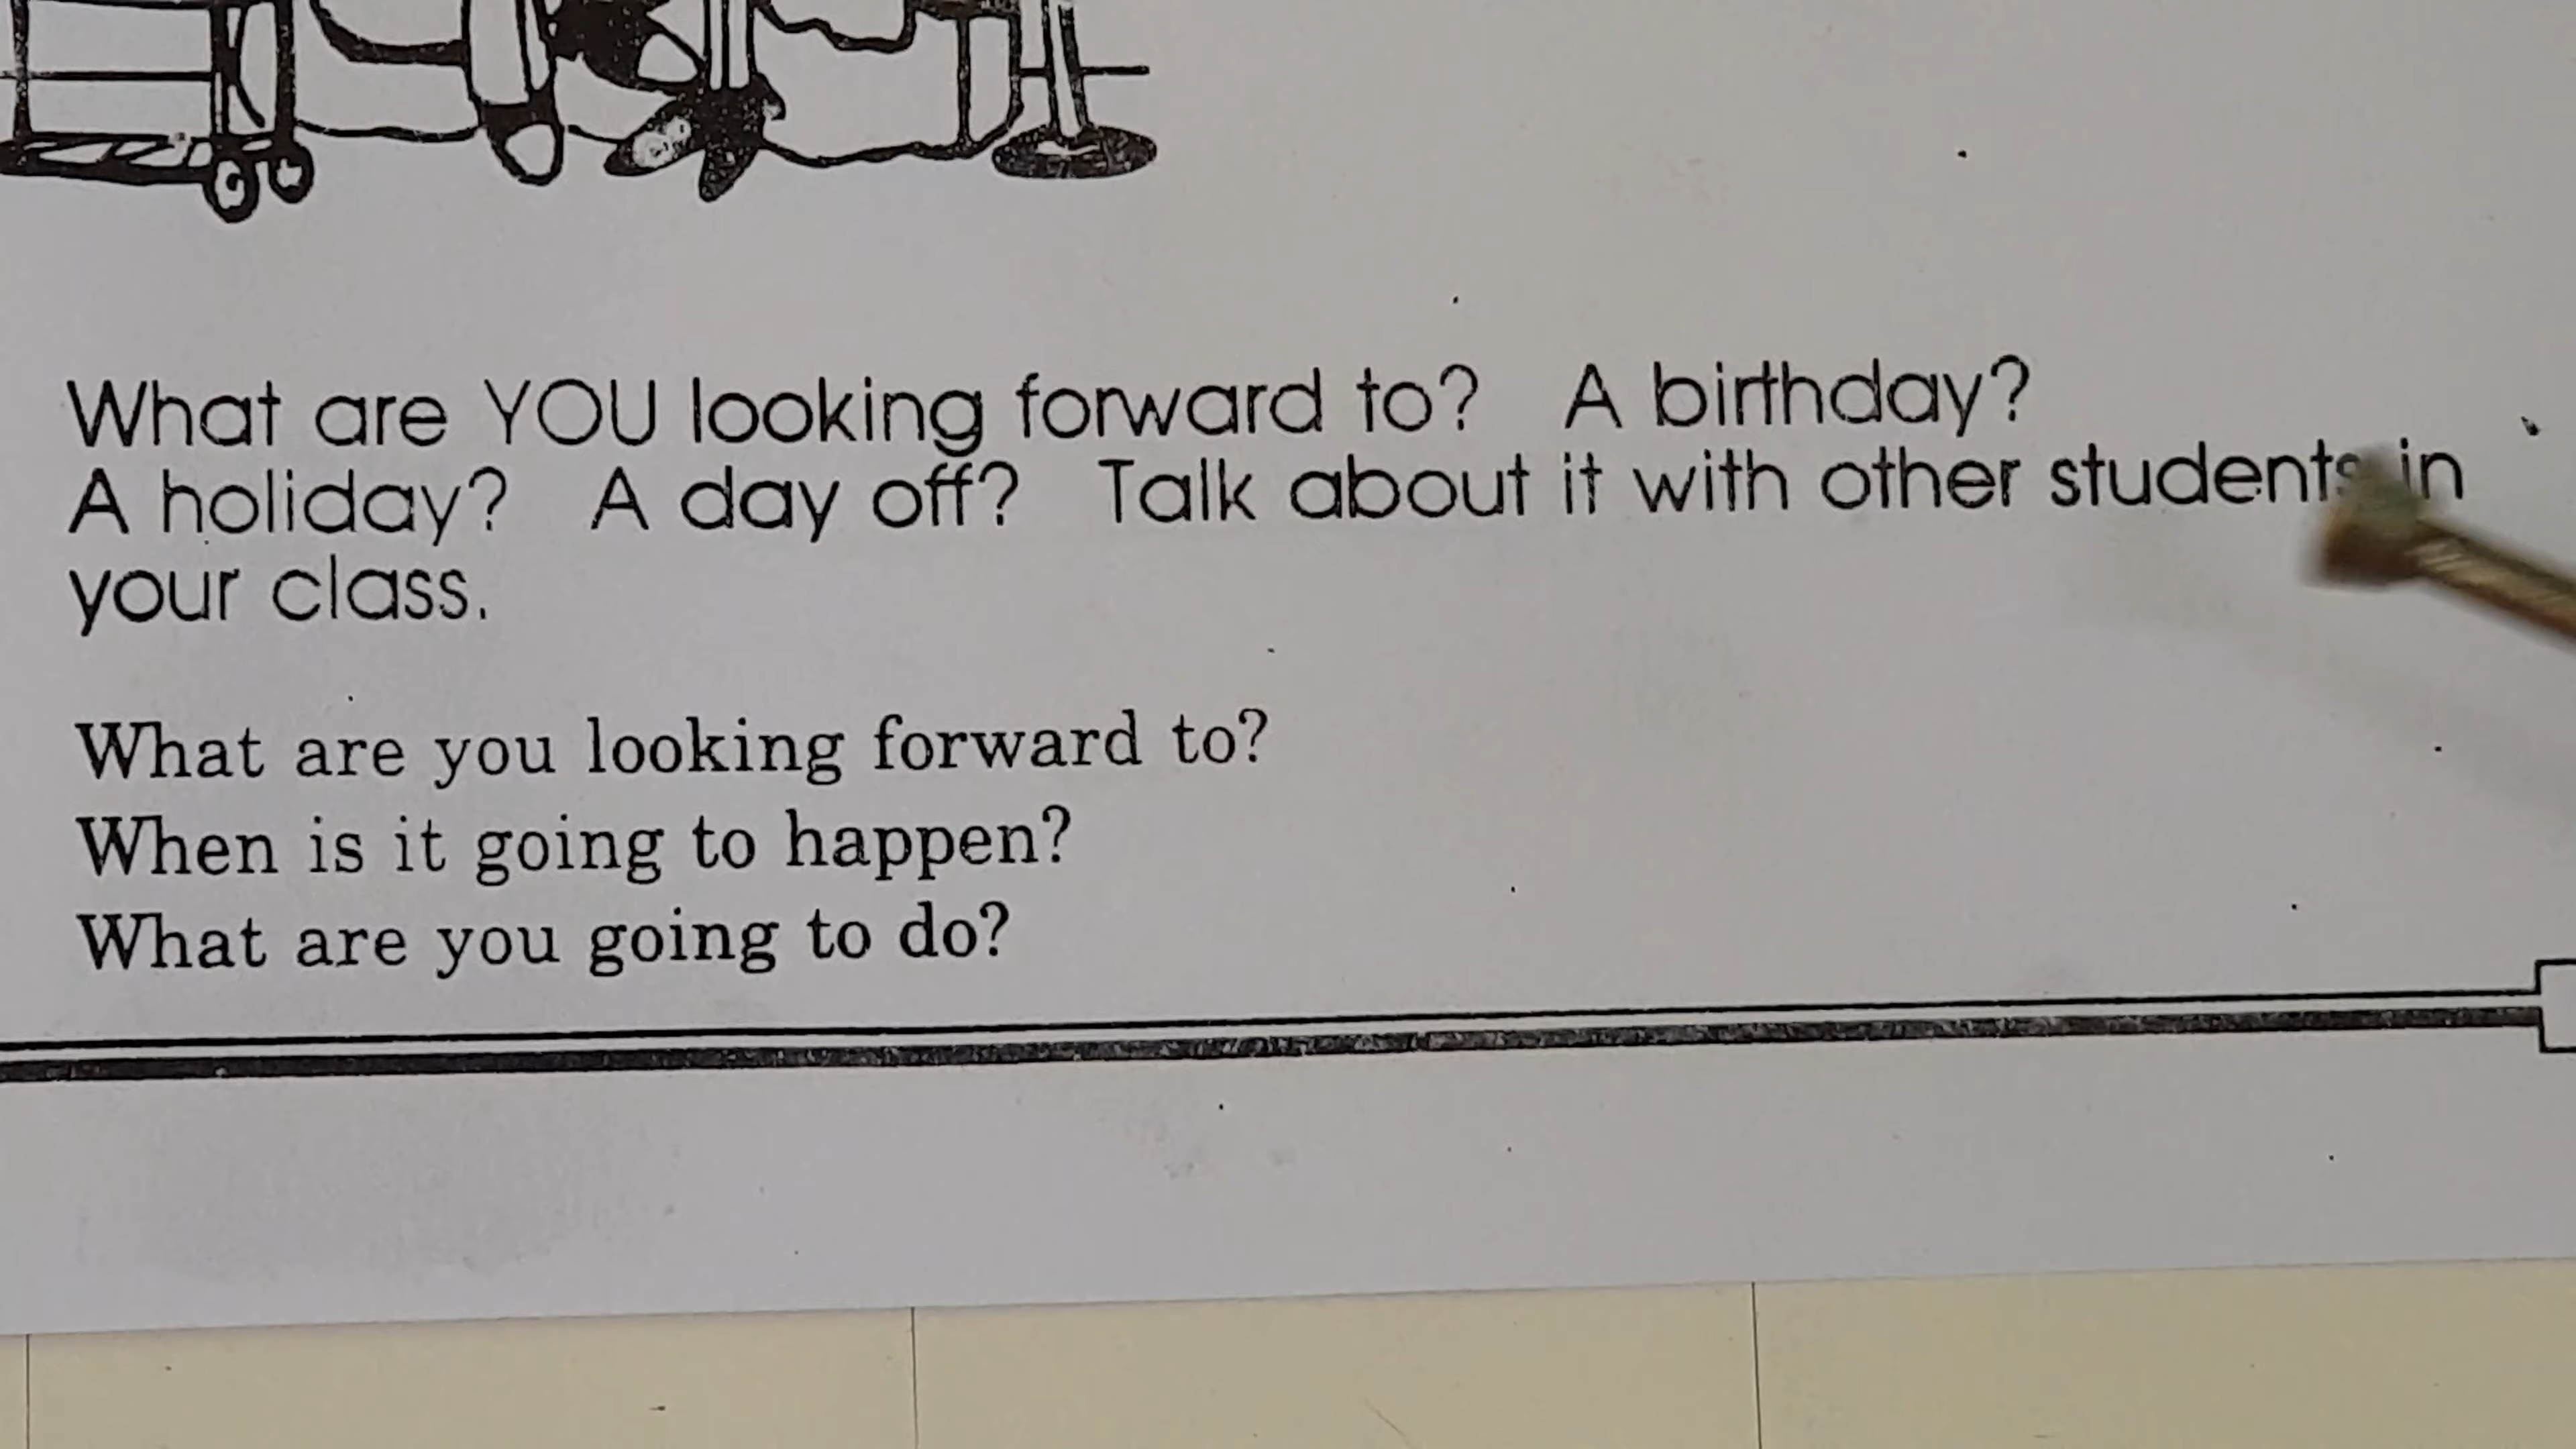 What are YOU looking forward to? A birthday?
A holiday? A day off? Talk about it with other students in
your class.
What are you looking forward to?
When is it going to happen?
What are you going to do?